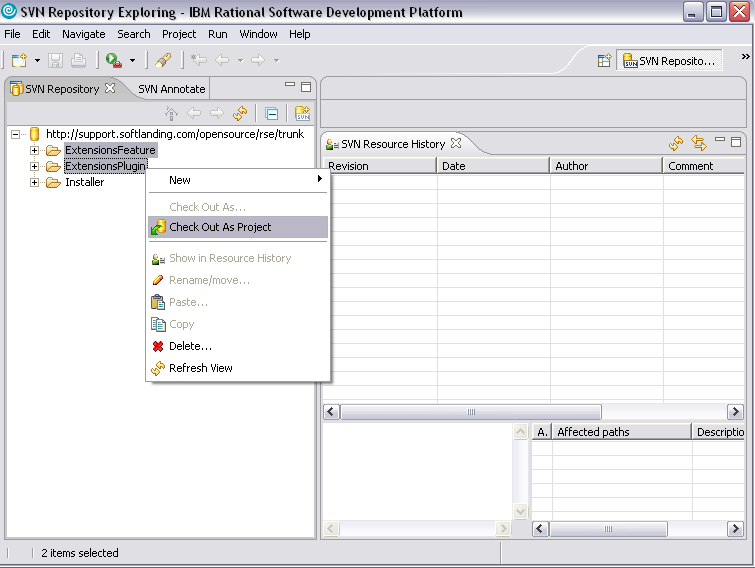 SVN Repository Exploring - IBM Rational Software Development Platform
File Edit Navigate Search Project Run Window Help
SVN Reposito...
SVN Repository SVN Annotate
http://support.softlanding.com/opensource/rse/trunk
ExtensionsFeature
ExtensionsPlugin
Installer
New
Check Out As...
Check Out As Project
Show in Resource History
Rename/move...
Paste...
Copy
Delete...
Refresh View
SVN Resource History
Revision Date Author Comment
A. Affected paths Descriptio
2 items selected